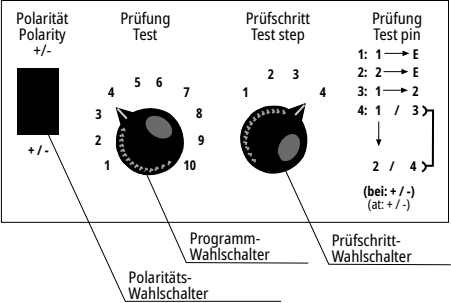 Polarität
Polarity
+/-
+ / -
Prüfung
Test
1 2 3 4 5 6 7 8 9 10
Prüfschritt
Test step
1 2 3 4
Prüfung
Test pin
1: 1 → E
2: 2 → E
3: 1 → 2
4: 1 / 3
↓
2 / 4
(bei: + / -)
(at: + / -)
Programm-
Wahlschalter
Prüfschritt-
Wahlschalter
Polaritäts-
Wahlschalter